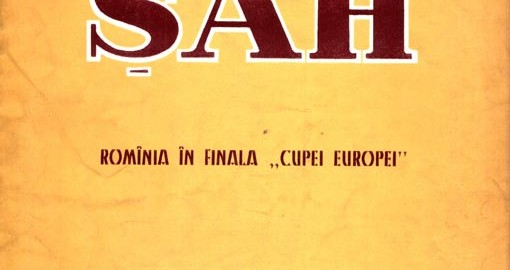 ȘAH
ROMÎNIA ÎN FINALA „CUPEI EUROPEI”